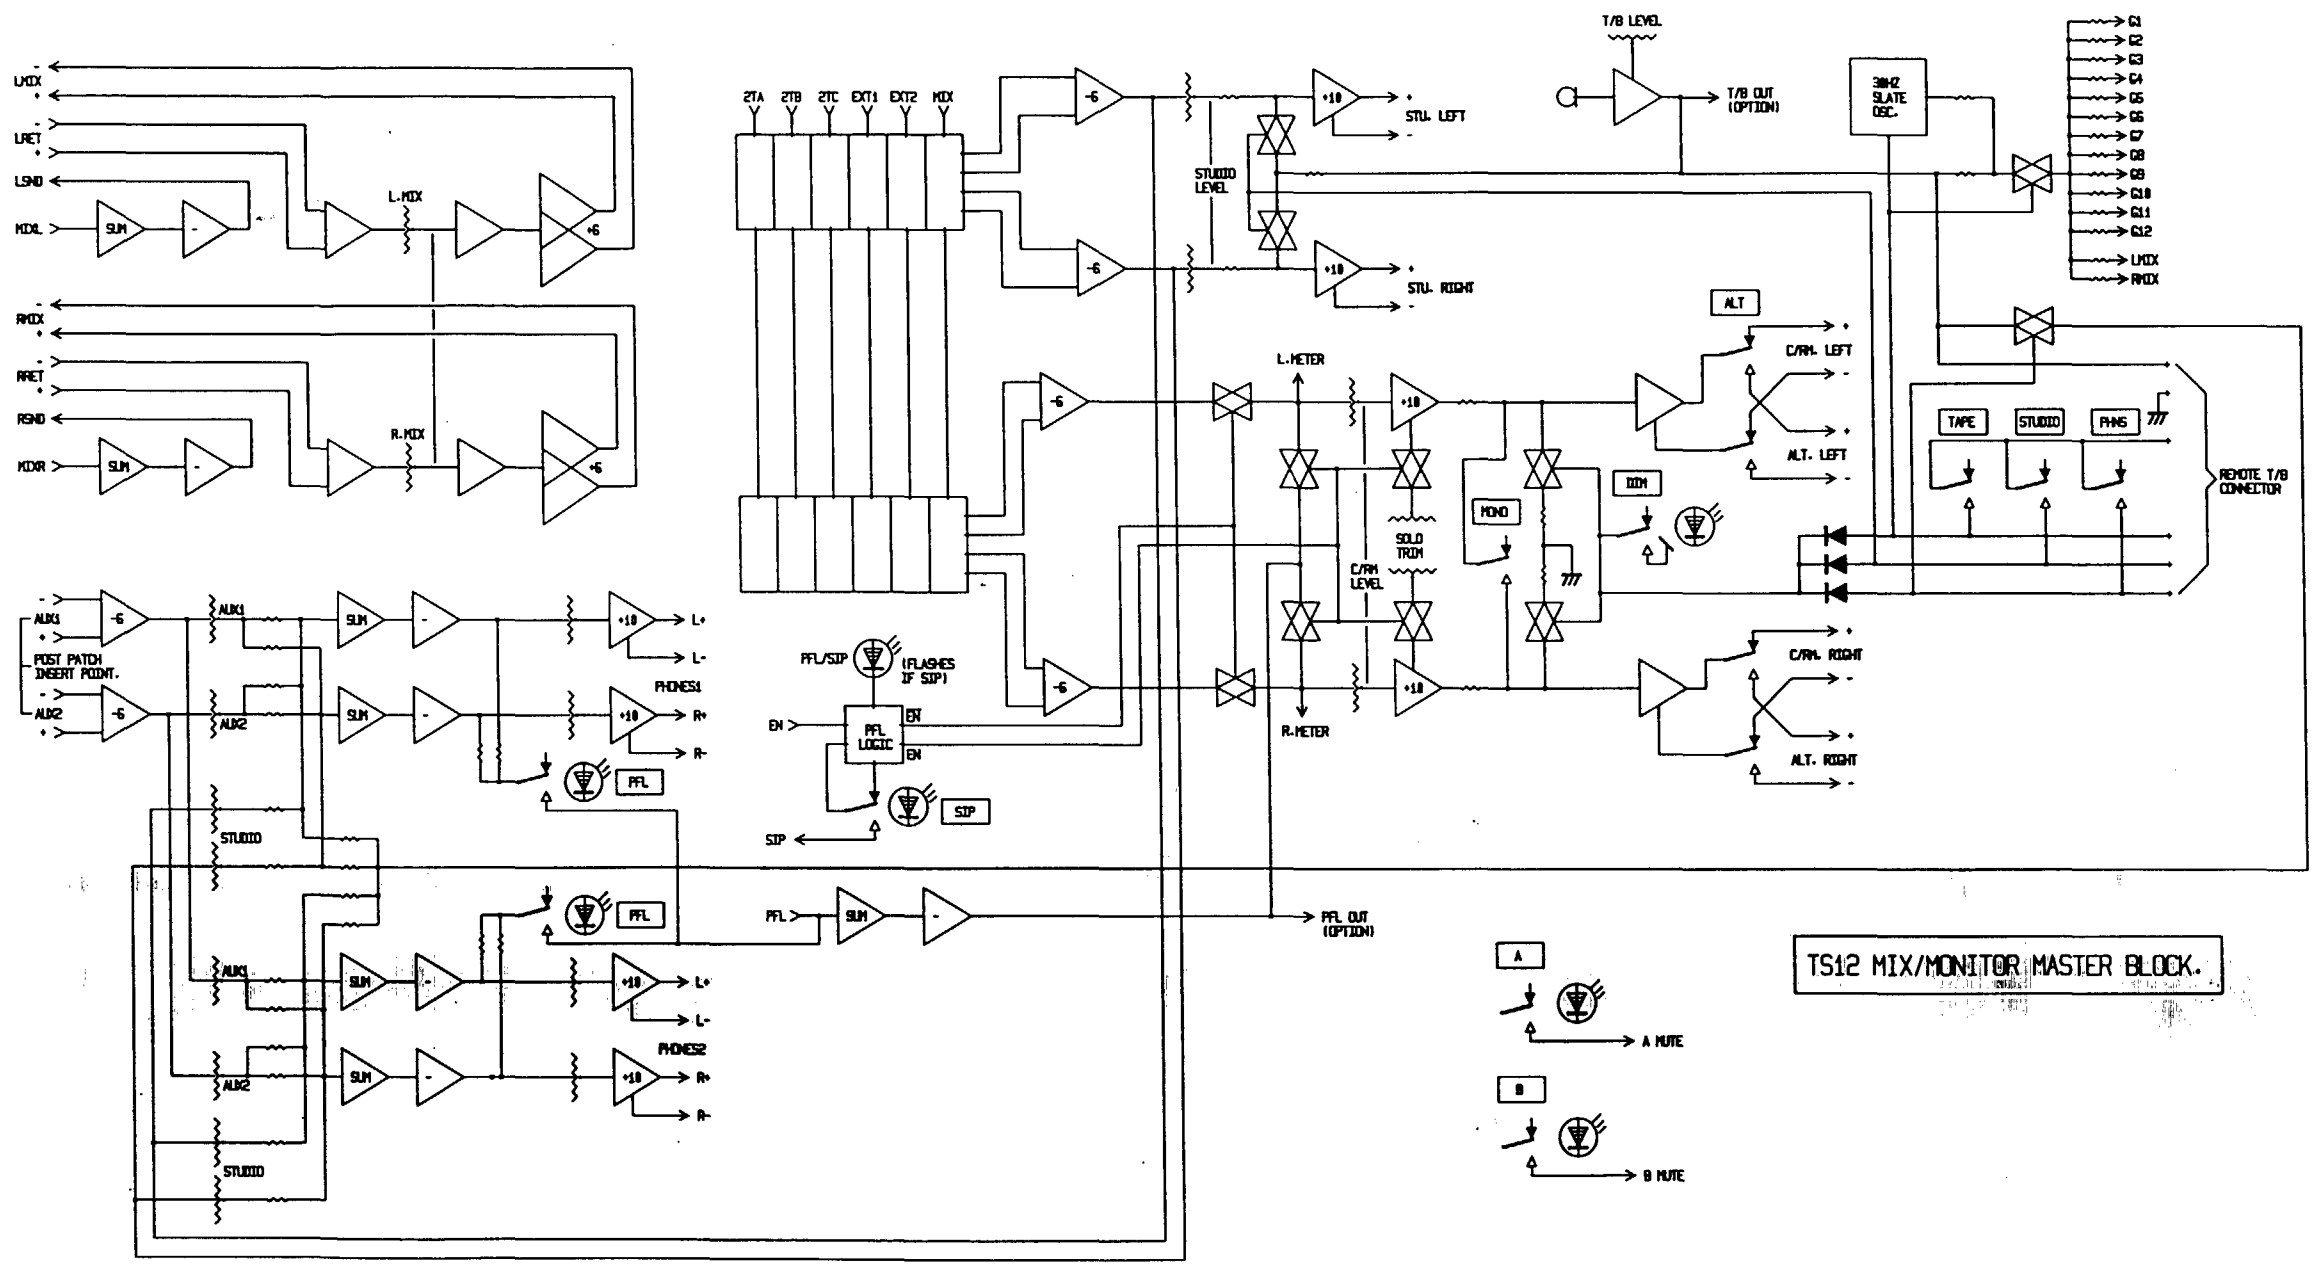 -
LMIX
+
-
LRET
+
LSND
MIXL
SUM
-
L.MIX
+6
-
RMIX
+
-
RRET
+
RSND
MIXR
SUM
-
R.MIX
+6
2TA 2TB 2TC EXT1 EXT2 MIX
-6
-6
STUDIO
LEVEL
+10
+
STU. LEFT
-
+10
+
STU. RIGHT
-
T/B LEVEL
T/B OUT
(OPTION)
30HZ
SLATE
OSC.
G1
G2
G3
G4
G5
G6
G7
G8
G9
G10
G11
G12
LMIX
RMIX
-6
-6
L.METER
R.METER
+10
+10
SOLO
TRIM
C/RM
LEVEL
MONO
DIM
ALT
+
C/RM. LEFT
-
+
ALT. LEFT
-
+
C/RM. RIGHT
-
+
ALT. RIGHT
-
TAPE
STUDIO
PHNS
REMOTE T/B
CONNECTOR
-
AUX1
+
POST PATCH
INSERT POINT.
-
AUX2
+
-6
-6
AUX1
AUX2
SUM
-
SUM
-
+10
L+
L-
PHONES1
+10
R+
R-
PFL
STUDIO
PFL/SIP
(FLASHES
IF SIP)
EN
PFL
LOGIC
EN
EN
SIP
SIP
PFL
PFL
SUM
-
PFL OUT
(OPTION)
AUX1
SUM
-
+10
L+
L-
PHONES2
AUX2
SUM
-
+10
R+
R-
STUDIO
A
A MUTE
B
B MUTE
TS12 MIX/MONITOR MASTER BLOCK.